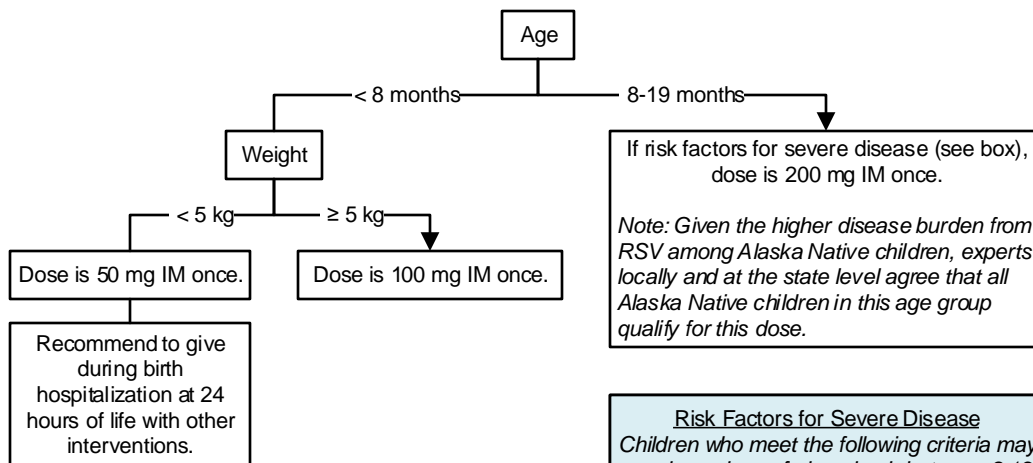 Age
< 8 months
8-19 months
Weight
If risk factors for severe disease (see box),
dose is 200 mg IM once.
Note: Given the higher disease burden from
RSV among Alaska Native children, experts
locally and at the state level agree that all
Alaska Native children in this age group
qualify for this dose.
< 5 kg
≥ 5 kg
Dose is 50 mg IM once.
Dose is 100 mg IM once.
Recommend to give
during birth
hospitalization at 24
hours of life with other
interventions.
Risk Factors for Severe Disease
Children who meet the following criteria may